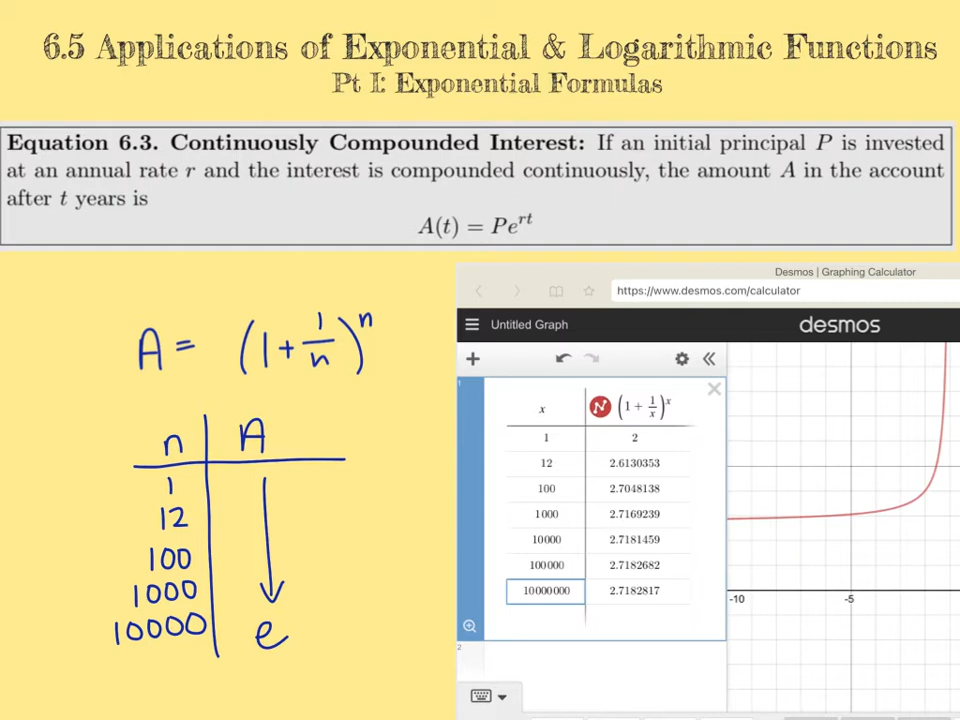 6.5 Applications of Exponential & Logarithmic Functions
Pt I: Exponential Formulas
Equation 6.3. Continuously Compounded Interest: If an initial principal P is invested
at an annual rate r and the interest is compounded continuously, the amount A in the account
after t years is
A(t) = Pe^{rt}
A = (1 + 1/n)^n
n A
1
12
100
1000
10000 e
Desmos | Graphing Calculator
https://www.desmos.com/calculator
Untitled Graph desmos
1
x (1 + 1/x)^x
1 2
12 2.6130353
100 2.7048138
1000 2.7169239
10000 2.7181459
100000 2.7182682
10000000 2.7182817
2
-10 -5